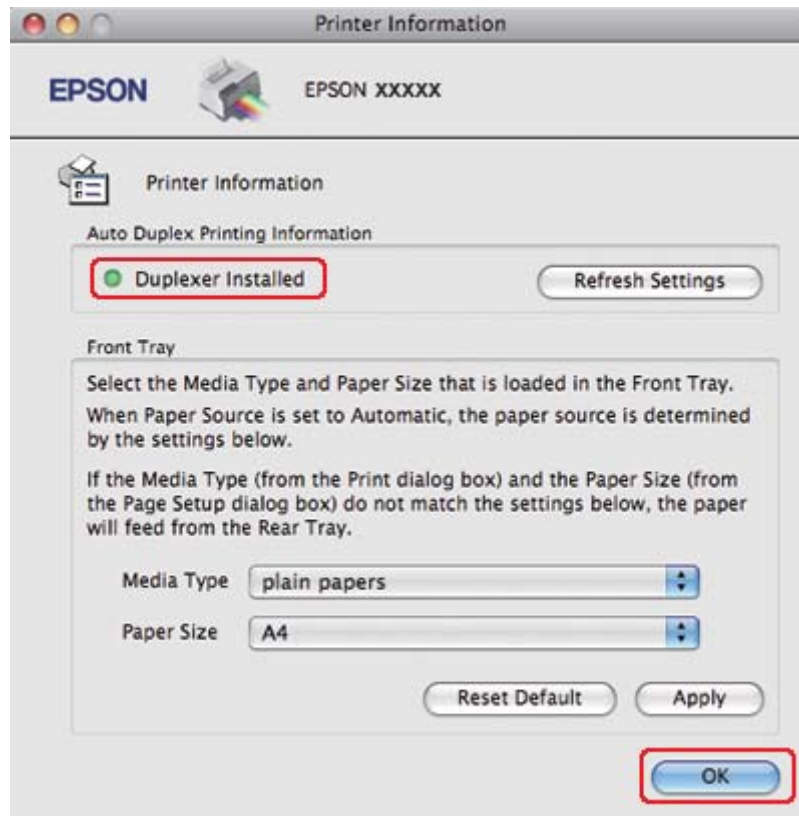 Printer Information
EPSON
EPSON XXXXX
Printer Information
Auto Duplex Printing Information
Duplexer Installed
Refresh Settings
Front Tray
Select the Media Type and Paper Size that is loaded in the Front Tray.
When Paper Source is set to Automatic, the paper source is determined
by the settings below.
If the Media Type (from the Print dialog box) and the Paper Size (from
the Page Setup dialog box) do not match the settings below, the paper
will feed from the Rear Tray.
Media Type plain papers
Paper Size A4
Reset Default Apply
OK